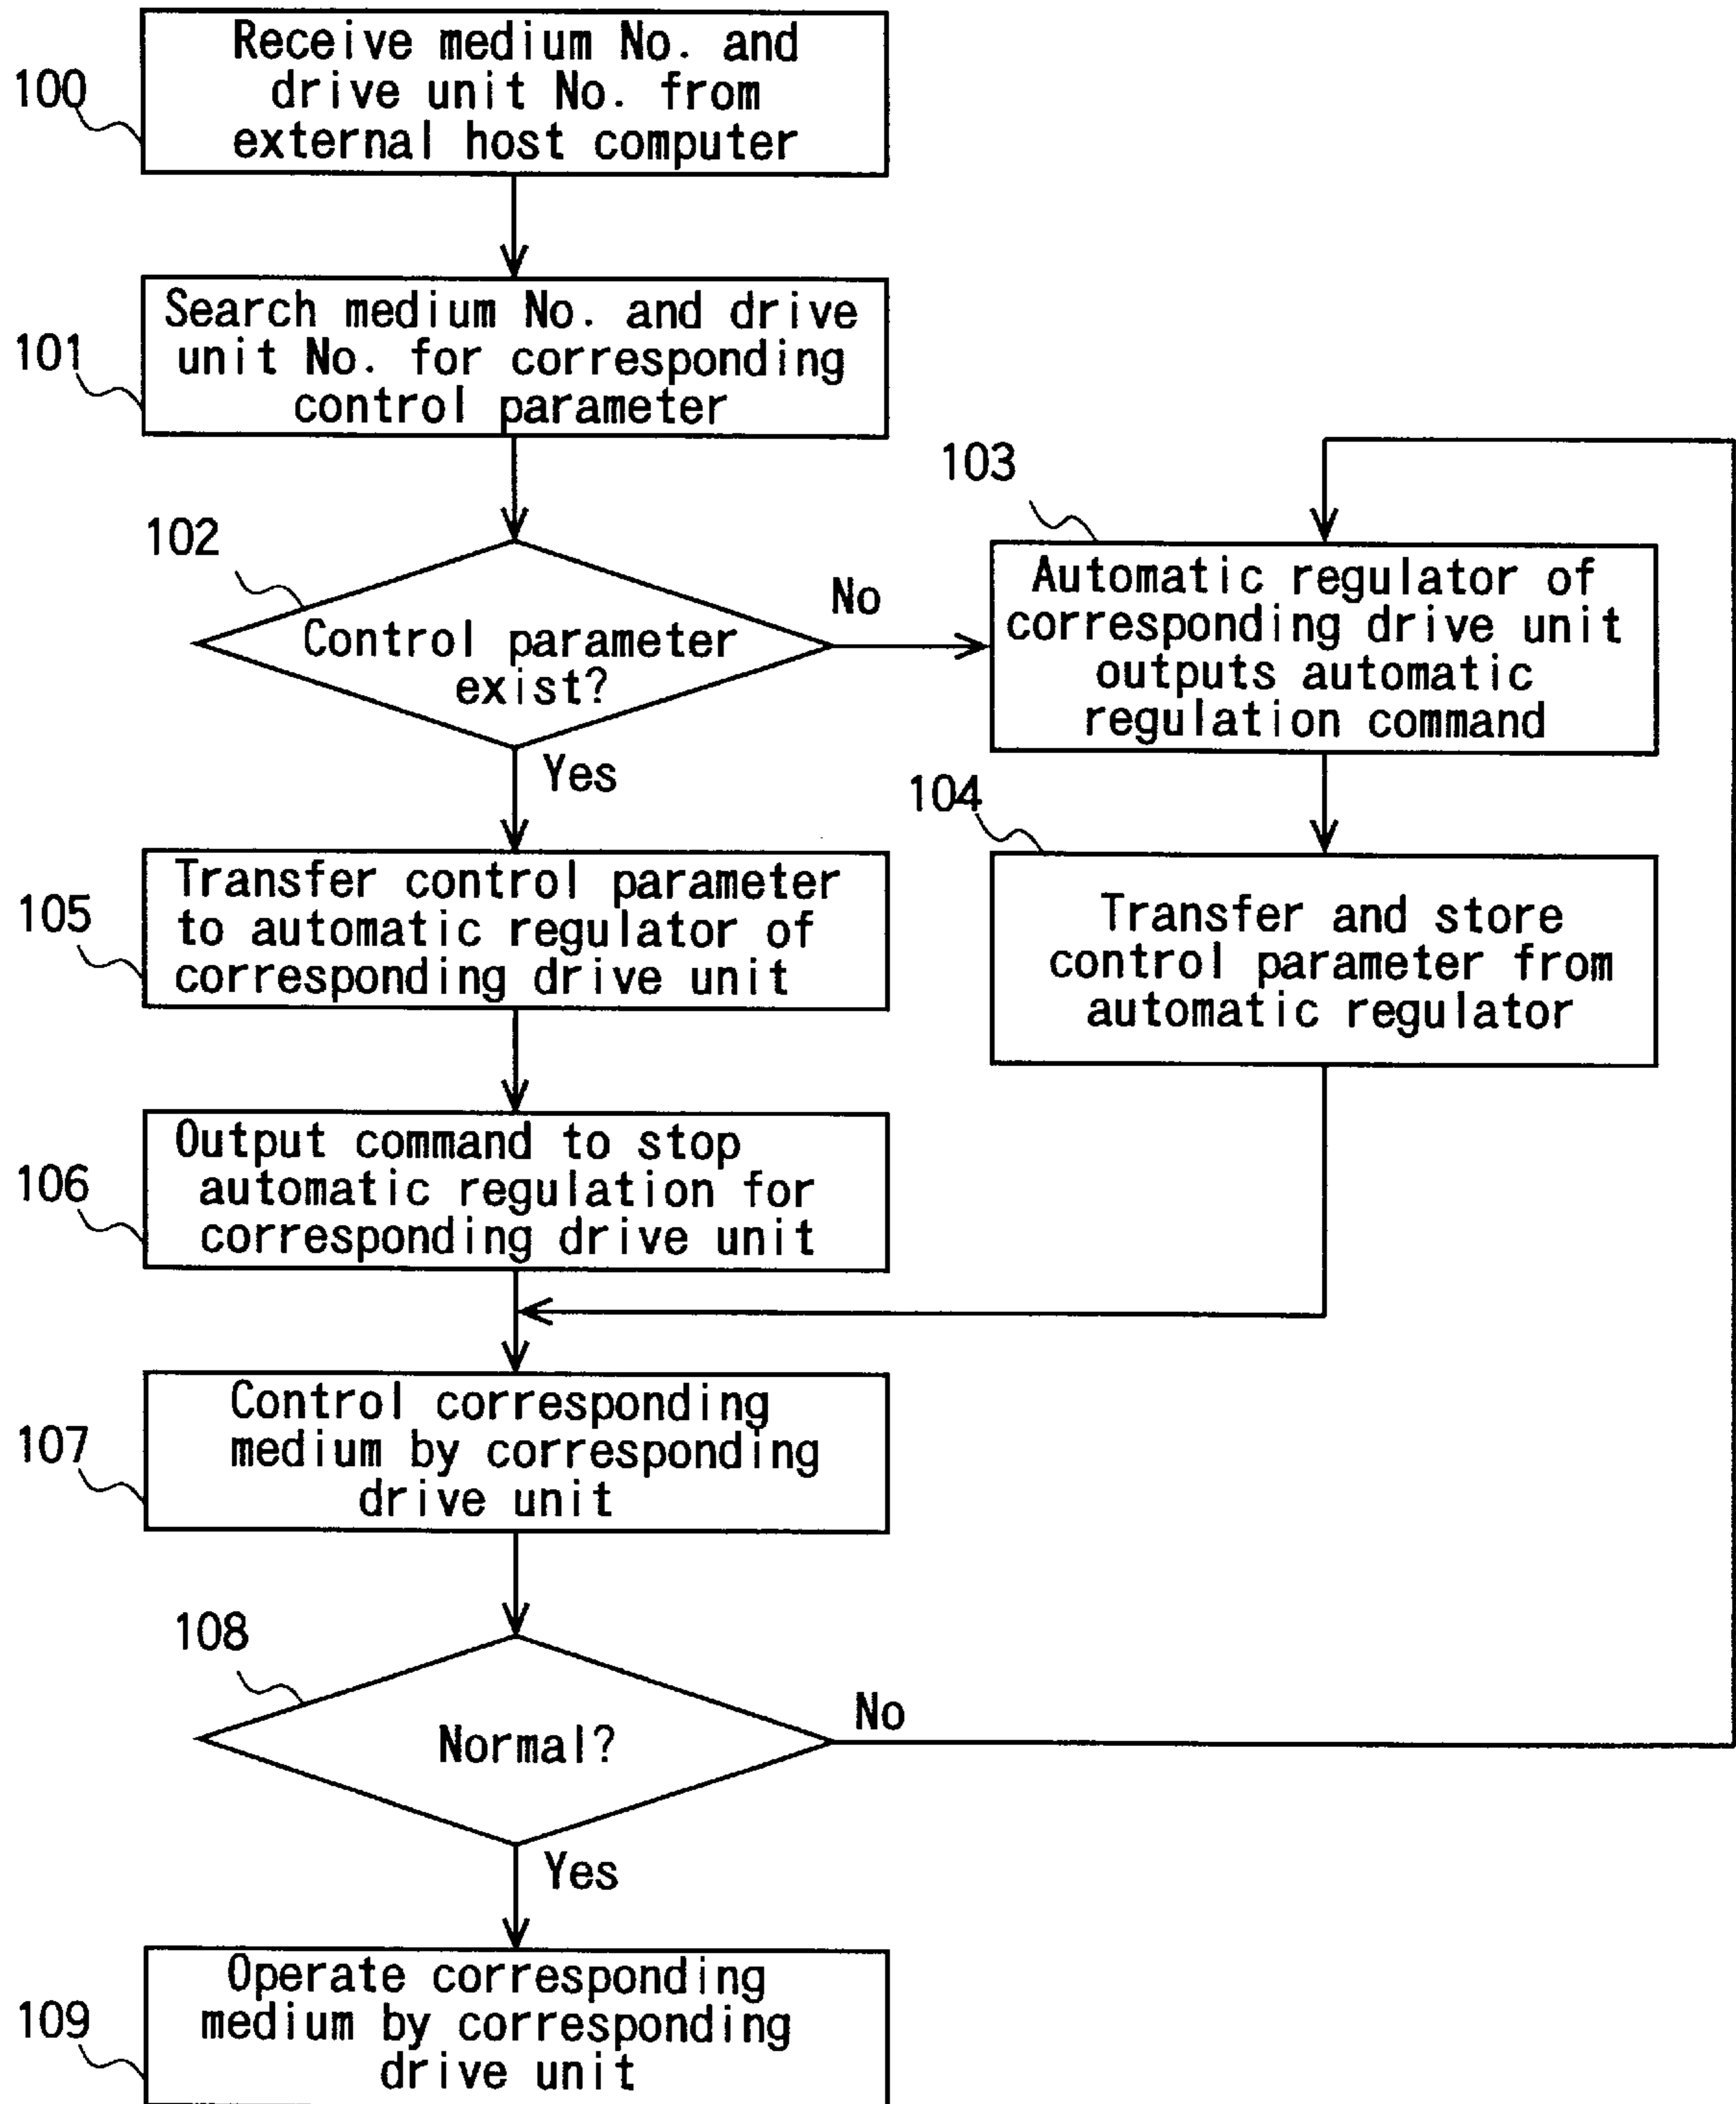 100
Receive medium No. and
drive unit No. from
external host computer
101
Search medium No. and drive
unit No. for corresponding
control parameter
102
Control parameter
exist?
No
Yes
103
Automatic regulator of
corresponding drive unit
outputs automatic
regulation command
104
Transfer and store
control parameter from
automatic regulator
105
Transfer control parameter
to automatic regulator of
corresponding drive unit
106
Output command to stop
automatic regulation for
corresponding drive unit
107
Control corresponding
medium by corresponding
drive unit
108
Normal?
No
Yes
109
Operate corresponding
medium by corresponding
drive unit